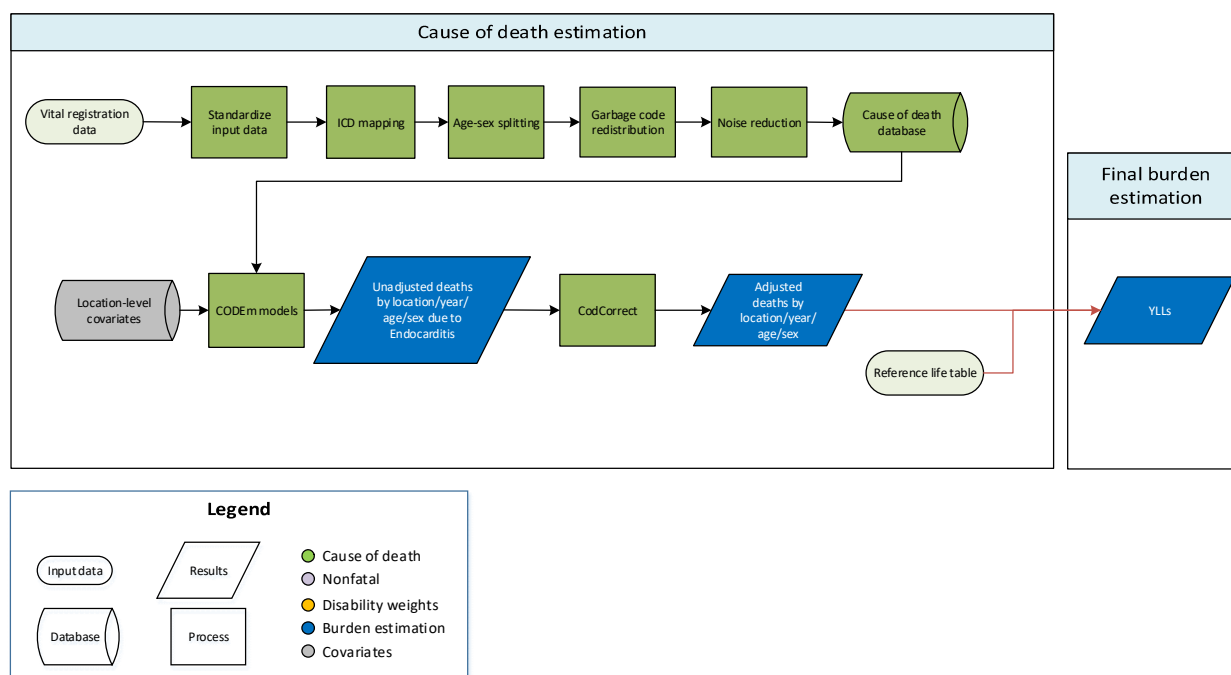 Cause of death estimation
Vital registration
data
Standardize
input data
ICD mapping
Age-sex splitting
Garbage code
redistribution
Noise reduction
Cause of death
database
Final burden
estimation
Location-level
covariates
CODEm models
Unadjusted deaths
by location/year/
age/sex due to
Endocarditis
CodCorrect
Adjusted
deaths by
location/year/
age/sex
YLLs
Reference life table
Legend
Input data
Results
Database
Process
Cause of death
Nonfatal
Disability weights
Burden estimation
Covariates